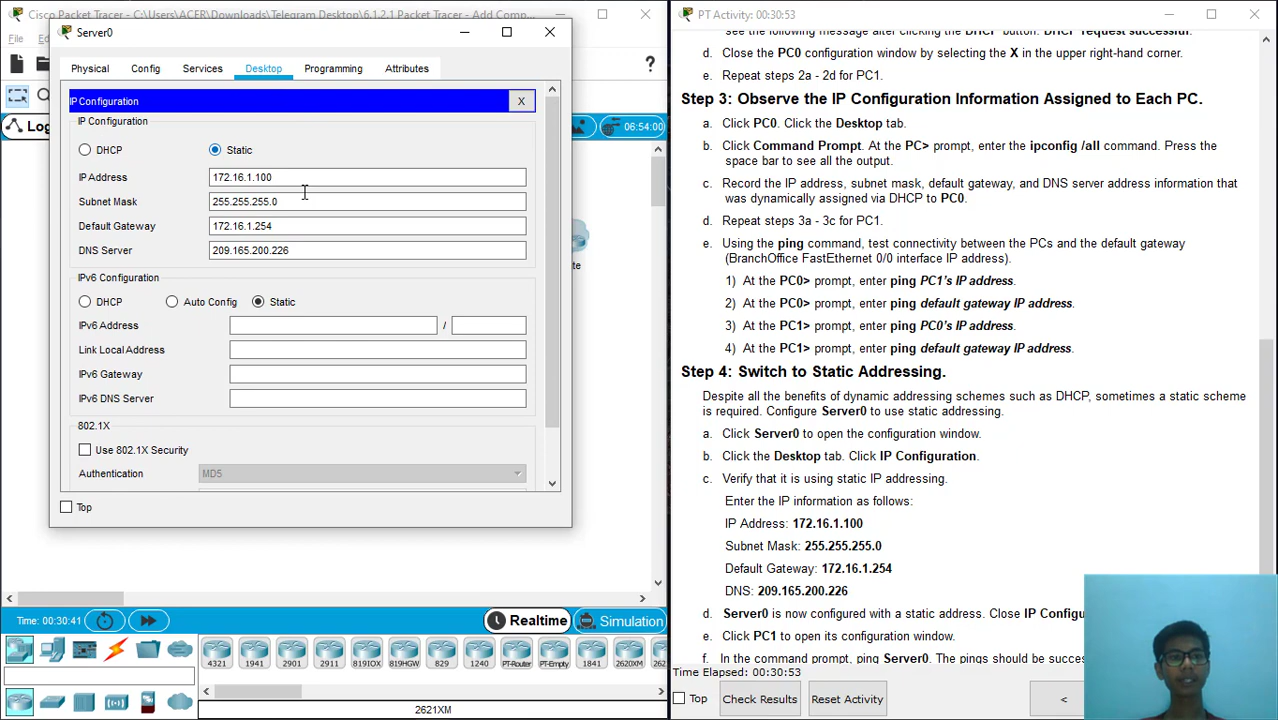 Cisco Packet Tracer - C:\Users\ACER\Downloads\Telegram Desktop\6.1.2.1 Packet Tracer - Add Comp...
File
Log
06:54:00
Server0
Physical Config Services Desktop Programming Attributes
IP Configuration X
IP Configuration
DHCP Static
IP Address 172.16.1.100
Subnet Mask 255.255.255.0
Default Gateway 172.16.1.254
DNS Server 209.165.200.226
IPv6 Configuration
DHCP Auto Config Static
IPv6 Address /
Link Local Address
IPv6 Gateway
IPv6 DNS Server
802.1X
Use 802.1X Security
Authentication MD5
Top
Time: 00:30:41 Realtime Simulation
4321 1941 2901 2911 819IOX 819HGW 829 1240 PT-Router PT-Empty 1841 2620XM 262
2621XM
PT Activity: 00:30:53
see the following message after clicking the DHCP button: DHCP request successful.
d. Close the PC0 configuration window by selecting the X in the upper right-hand corner.
e. Repeat steps 2a - 2d for PC1.
Step 3: Observe the IP Configuration Information Assigned to Each PC.
a. Click PC0. Click the Desktop tab.
b. Click Command Prompt. At the PC> prompt, enter the ipconfig /all command. Press the
space bar to see all the output.
c. Record the IP address, subnet mask, default gateway, and DNS server address information that
was dynamically assigned via DHCP to PC0.
d. Repeat steps 3a - 3c for PC1.
e. Using the ping command, test connectivity between the PCs and the default gateway
(BranchOffice FastEthernet 0/0 interface IP address).
1) At the PC0> prompt, enter ping PC1's IP address.
2) At the PC0> prompt, enter ping default gateway IP address.
3) At the PC1> prompt, enter ping PC0's IP address.
4) At the PC1> prompt, enter ping default gateway IP address.
Step 4: Switch to Static Addressing.
Despite all the benefits of dynamic addressing schemes such as DHCP, sometimes a static scheme
is required. Configure Server0 to use static addressing.
a. Click Server0 to open the configuration window.
b. Click the Desktop tab. Click IP Configuration.
c. Verify that it is using static IP addressing.
Enter the IP information as follows:
IP Address: 172.16.1.100
Subnet Mask: 255.255.255.0
Default Gateway: 172.16.1.254
DNS: 209.165.200.226
d. Server0 is now configured with a static address. Close IP Configu
e. Click PC1 to open its configuration window.
f. In the command prompt, ping Server0. The pings should be succes
Time Elapsed: 00:30:53
Top Check Results Reset Activity <